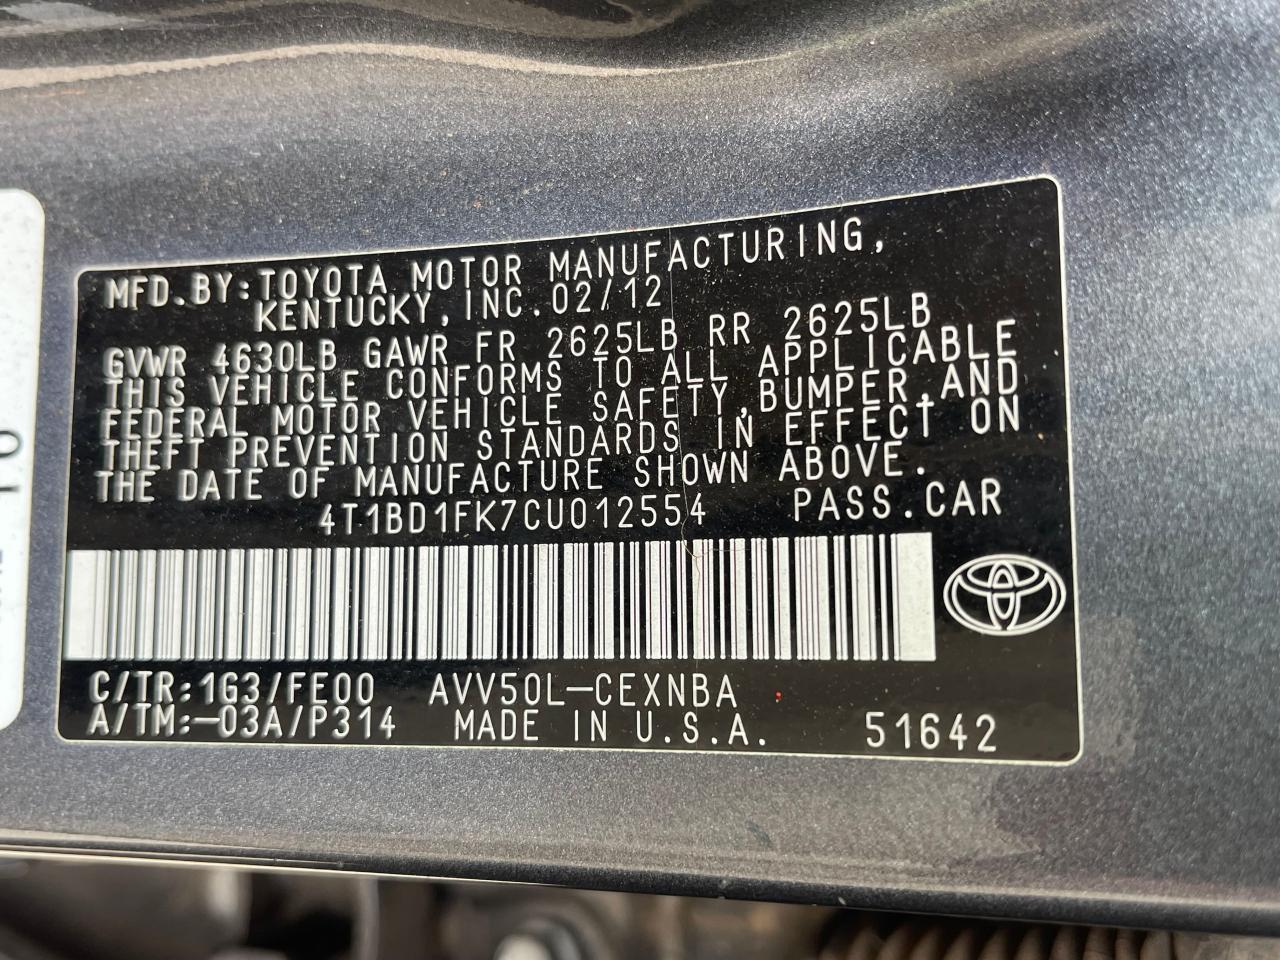 MFD.BY:TOYOTA MOTOR MANUFACTURING,
KENTUCKY,INC.02/12
GVWR 4630LB GAWR FR 2625LB RR 2625LB
THIS VEHICLE CONFORMS TO ALL APPLICABLE
FEDERAL MOTOR VEHICLE SAFETY,BUMPER,AND
THEFT PREVENTION STANDARDS IN EFFECT ON
THE DATE OF MANUFACTURE SHOWN ABOVE.
4T1BD1FK7CU012554 PASS.CAR
C/TR:1G3/FE00 AVV50L-CEXNBA
A/TM:-03A/P314 MADE IN U.S.A. 51642